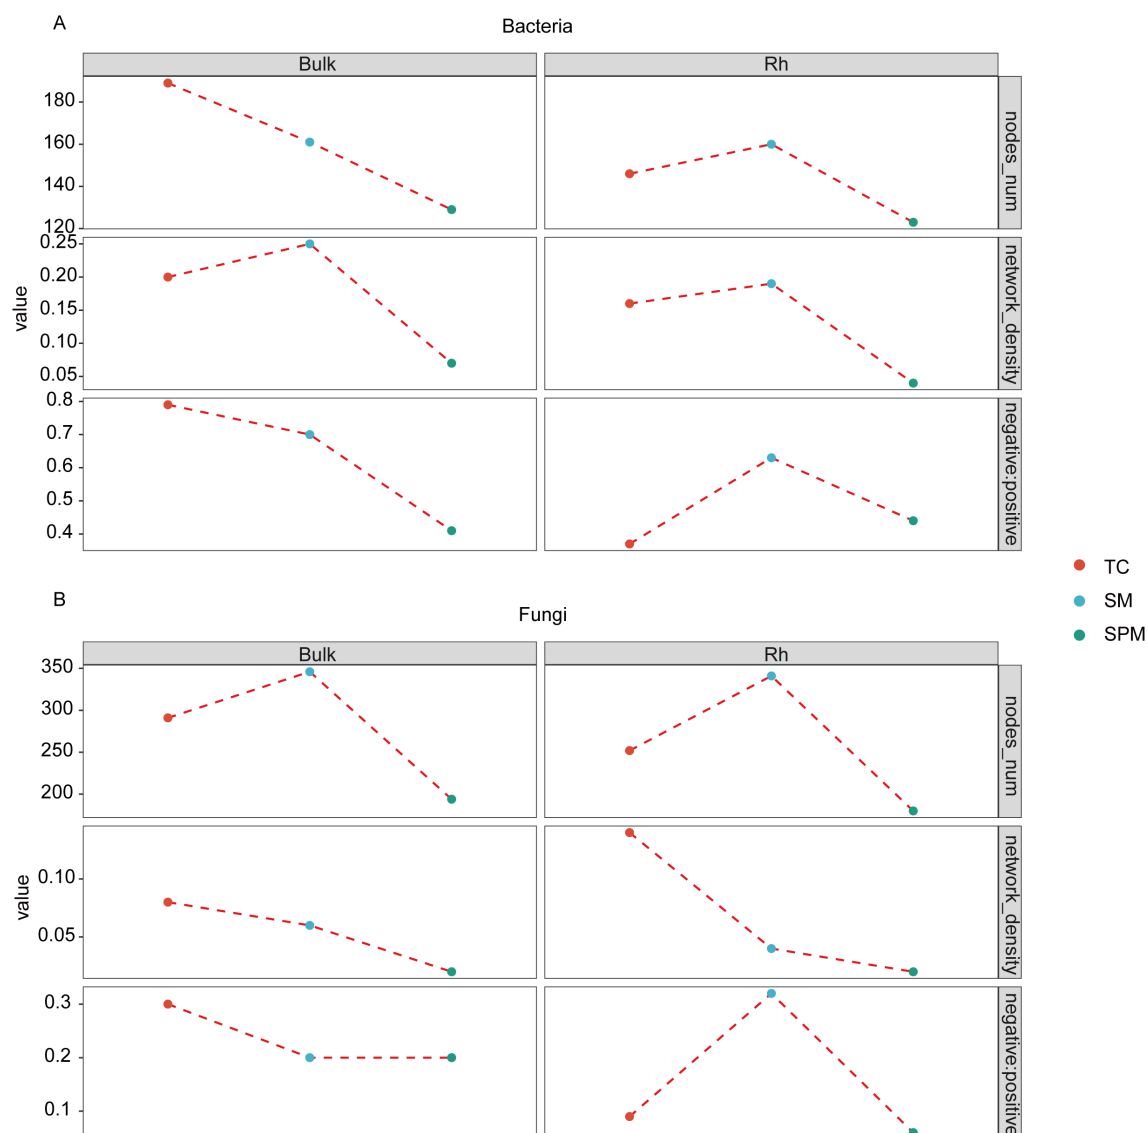 A
Bacteria
Bulk
Rh
180
160
140
120
nodes_num
0.25
0.20
0.15
0.10
0.05
network_density
value
0.8
0.7
0.6
0.5
0.4
negative:positive
TC
SM
SPM
B
Fungi
Bulk
Rh
350
300
250
200
nodes_num
0.10
0.05
network_density
value
0.3
0.2
0.1
negative:positive